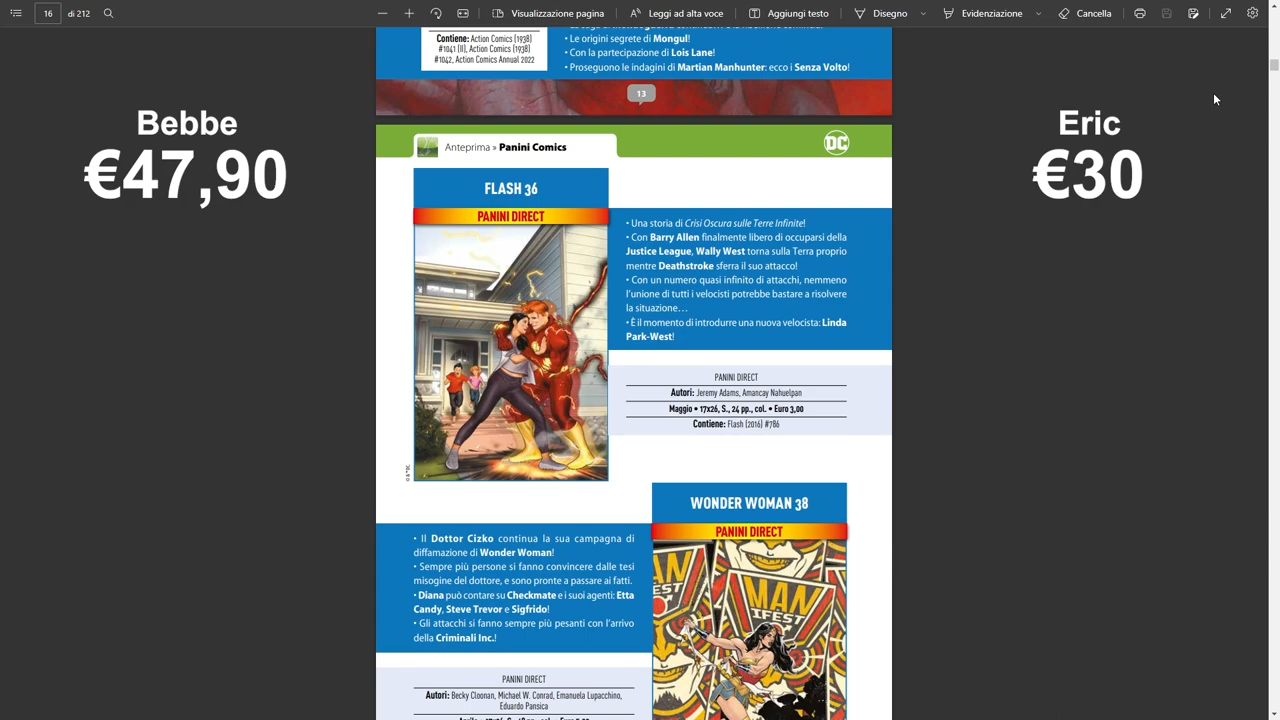 16
di 212
Leggi ad alta voce
Aggiungi testo
Disegno
Evidenziazione
Cancella
Bebbe
€47,90
Eric
€30
Contiene: Action Comics (1938)
#1041 (II), Action Comics (1938)
#1042, Action Comics Annual 2022
• Le origini segrete di Mongul!
• Con la partecipazione di Lois Lane!
• Proseguono le indagini di Martian Manhunter: ecco i Senza Volto!
13
Anteprima » Panini Comics
DC
FLASH 36
PANINI DIRECT
• Una storia di Crisi Oscura sulle Terre Infinite!
• Con Barry Allen finalmente libero di occuparsi della
Justice League, Wally West torna sulla Terra proprio
mentre Deathstroke sferra il suo attacco!
• Con un numero quasi infinito di attacchi, nemmeno
l'unione di tutti i velocisti potrebbe bastare a risolvere
la situazione…
• È il momento di introdurre una nuova velocista: Linda
Park-West!
PANINI DIRECT
Autori: Jeremy Adams, Amancay Nahuelpan
Maggio • 17x26, S., 24 pp., col. • Euro 3,00
Contiene: Flash (2016) #786
WONDER WOMAN 38
PANINI DIRECT
• Il Dottor Cizko continua la sua campagna di
diffamazione di Wonder Woman!
• Sempre più persone si fanno convincere dalle tesi
misogine del dottore, e sono pronte a passare ai fatti.
• Diana può contare su Checkmate e i suoi agenti: Etta
Candy, Steve Trevor e Sigfrido!
• Gli attacchi si fanno sempre più pesanti con l'arrivo
della Criminali Inc.!
MAN
IFEST
PANINI DIRECT
Autori: Becky Cloonan, Michael W. Conrad, Emanuela Lupacchino,
Eduardo Pansica